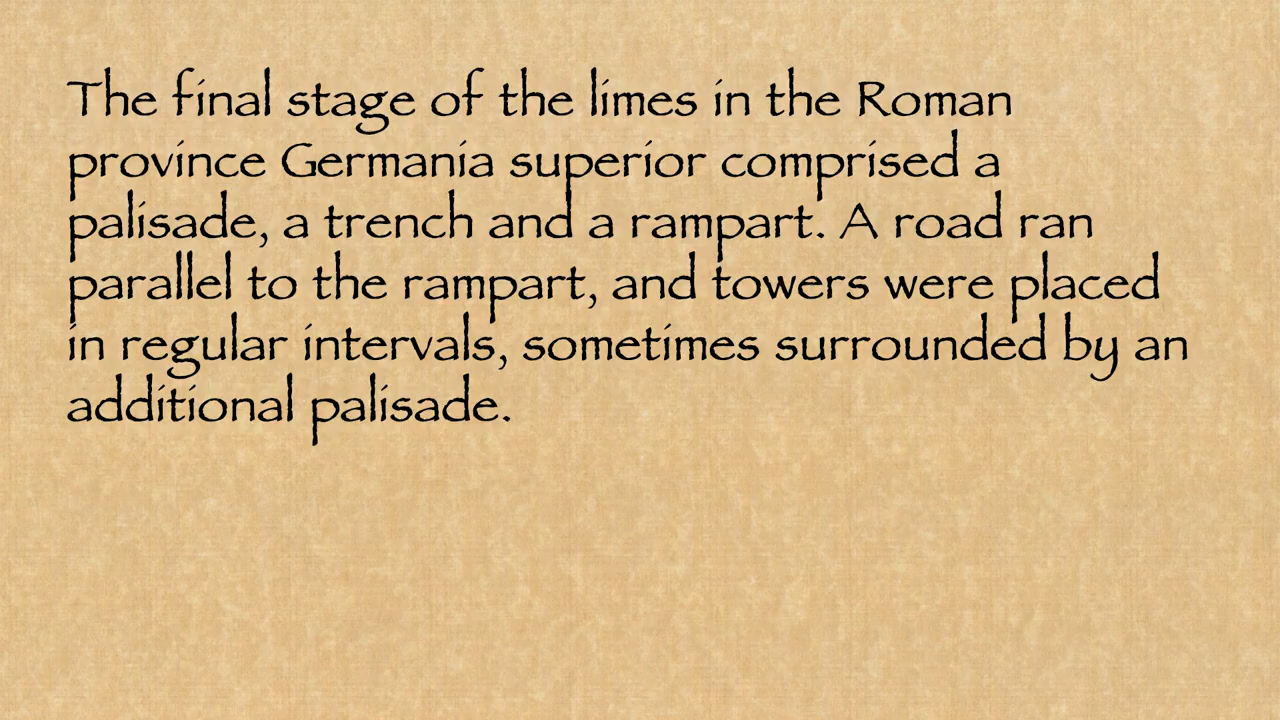 The final stage of the limes in the Roman
province Germania superior comprised a
palisade, a trench and a rampart. A road ran
parallel to the rampart, and towers were placed
in regular intervals, sometimes surrounded by an
additional palisade.